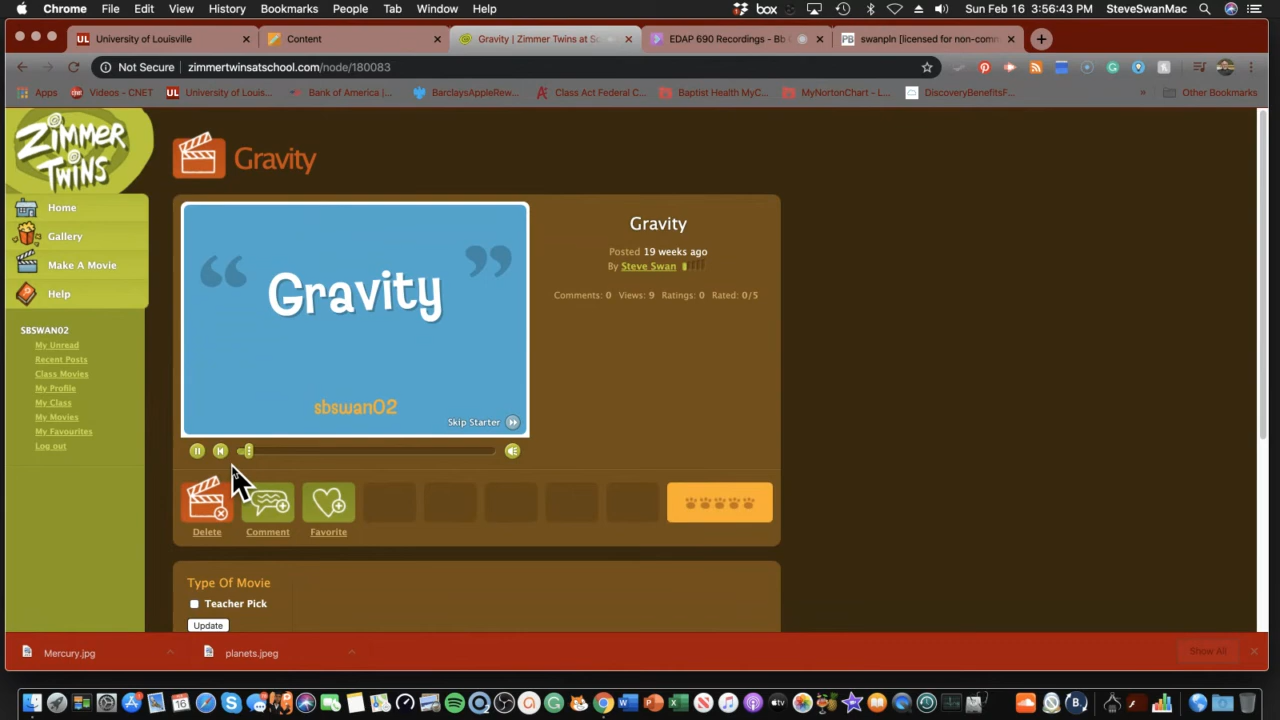 Chrome File Edit View History Bookmarks People Tab Window Help box Sun Feb 16 3:56:43 PM SteveSwanMac
University of Louisville Content Gravity | Zimmer Twins at Sc EDAP 690 Recordings – Bb swanpln [licensed for non-comm
Not Secure zimmertwinsatschool.com/node/180083
Apps Videos - CNET University of Louis... Bank of America |... BarclaysAppleRew... Class Act Federal C... Baptist Health MyC... MyNortonChart - L... DiscoveryBenefitsF... » Other Bookmarks
ZIMMER TWINS
Gravity
Home
Gallery
Make A Movie
Help
SBSWAN02
My Unread
Recent Posts
Class Movies
My Profile
My Class
My Movies
My Favourites
Log out
“ Gravity ”
sbswan02
Skip Starter
Gravity
Posted 19 weeks ago
By Steve Swan
Comments: 0 Views: 9 Ratings: 0 Rated: 0/5
Delete Comment Favorite
Type Of Movie
Teacher Pick
Update
Mercury.jpg planets.jpeg Show All